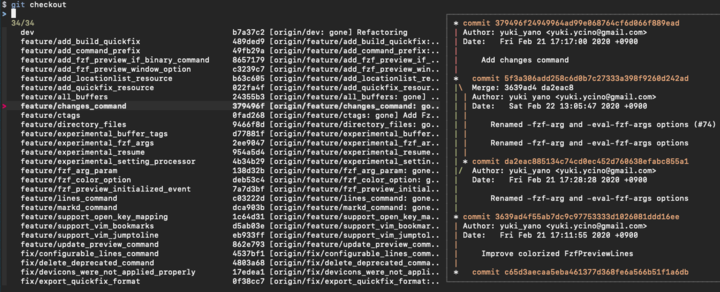 $ git checkout
>
34/34
dev b7a37c2 [origin/dev: gone] Refactoring
feature/add_build_quickfix 489ded9 [origin/feature/add_build_quickfix:..
feature/add_command_prefix 49fb29a [origin/feature/add_command_prefix:..
feature/add_fzf_preview_if_binary_command 8657179 [origin/feature/add_fzf_preview_if_..
feature/add_fzf_preview_window_option c3239c7 [origin/feature/add_fzf_preview_win..
feature/add_locationlist_resource b63c605 [origin/feature/add_locationlist_re..
feature/add_quickfix_resource 022fa4f [origin/feature/add_quickfix_resour..
feature/all_buffers 24355b3 [origin/feature/all_buffers: gone] ..
> feature/changes_command 379496f [origin/feature/changes_command: go..
feature/ctags 0fad268 [origin/feature/ctags: gone] Add Fz..
feature/directory_files 9466f8d [origin/feature/directory_files: go..
feature/experimental_buffer_tags d77881f [origin/feature/experimental_buffer..
feature/experimental_fzf_args 2ee9047 [origin/feature/experimental_fzf_ar..
feature/experimental_resume 954a5d4 [origin/feature/experimental_resume..
feature/experimental_setting_processor 4b34b29 [origin/feature/experimental_settin..
feature/fzf_arg_param 138d32b [origin/feature/fzf_arg_param: gone..
feature/fzf_color_option deb53c4 [origin/feature/fzf_color_option: g..
feature/fzf_preview_initialized_event 7a7d3bf [origin/feature/fzf_preview_initial..
feature/lines_command c03222d [origin/feature/lines_command: gone..
feature/markd_command dca903b [origin/feature/markd_command: gone..
feature/support_open_key_mapping 1c64d31 [origin/feature/support_open_key_ma..
feature/support_vim_bookmarks d5ab03e [origin/feature/support_vim_bookmar..
feature/support_vim_jumptoline eb933ff [origin/feature/support_vim_jumptol..
feature/update_preview_command 862e793 [origin/feature/update_preview_comm..
fix/configurable_lines_command 4537bf1 [origin/fix/configurable_lines_comm..
fix/delete_deprecated_command 4803a68 [origin/fix/delete_deprecated_comma..
fix/devicons_were_not_applied_properly 17edea1 [origin/fix/devicons_were_not_appli..
fix/export_quickfix_format 0f38cc7 [origin/fix/export_quickfix_format:..
* commit 379496f24949964ad99e068764cf6d066f889ead
| Author: yuki_yano <yuki.ycino@gmail.com>
| Date: Fri Feb 21 17:17:00 2020 +0900
|
| Add changes command
|
* commit 5f3a306add258c6d0b7c27333a398f9260d242ad
|\ Merge: 3639ad4 da2eac8
| | Author: yuki yano <yuki.ycino@gmail.com>
| | Date: Sat Feb 22 13:05:47 2020 +0900
| |
| | Renamed -fzf-arg and -eval-fzf-args options (#74)
| |
| | Renamed -fzf-arg and -eval-fzf-args options
| |
| * commit da2eac885134c74cd0ec452d760638efabc855a1
|/ Author: yuki_yano <yuki.ycino@gmail.com>
| Date: Fri Feb 21 17:28:28 2020 +0900
|
| Renamed -fzf-arg and -eval-fzf-args options
|
* commit 3639ad4f55ab7dc9c97753333d1026081ddd16ee
| Author: yuki_yano <yuki.ycino@gmail.com>
| Date: Fri Feb 21 17:11:55 2020 +0900
|
| Improve colorized FzfPreviewLines
|
* commit c65d3aecaa5eba461377d368fe6a566b51f1a6db